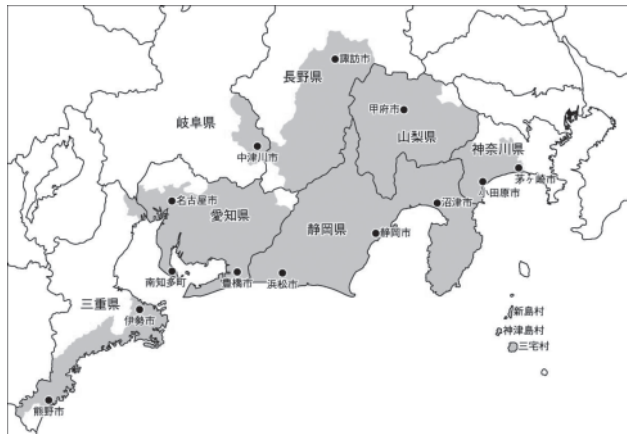 諏訪市
長野県
甲府市
岐阜県
山梨県
神奈川県
中津川市
茅ヶ崎市
小田原市
名古屋市
愛知県
沼津市
静岡県
静岡市
南知多町
豊橋市
浜松市
三重県
伊勢市
新島村
神津島村
三宅村
熊野市